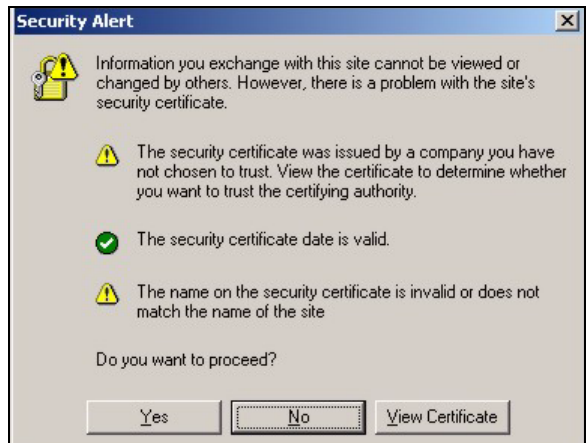 Security Alert
Information you exchange with this site cannot be viewed or
changed by others. However, there is a problem with the site's
security certificate.
The security certificate was issued by a company you have
not chosen to trust. View the certificate to determine whether
you want to trust the certifying authority.
The security certificate date is valid.
The name on the security certificate is invalid or does not
match the name of the site
Do you want to proceed?
Yes No View Certificate